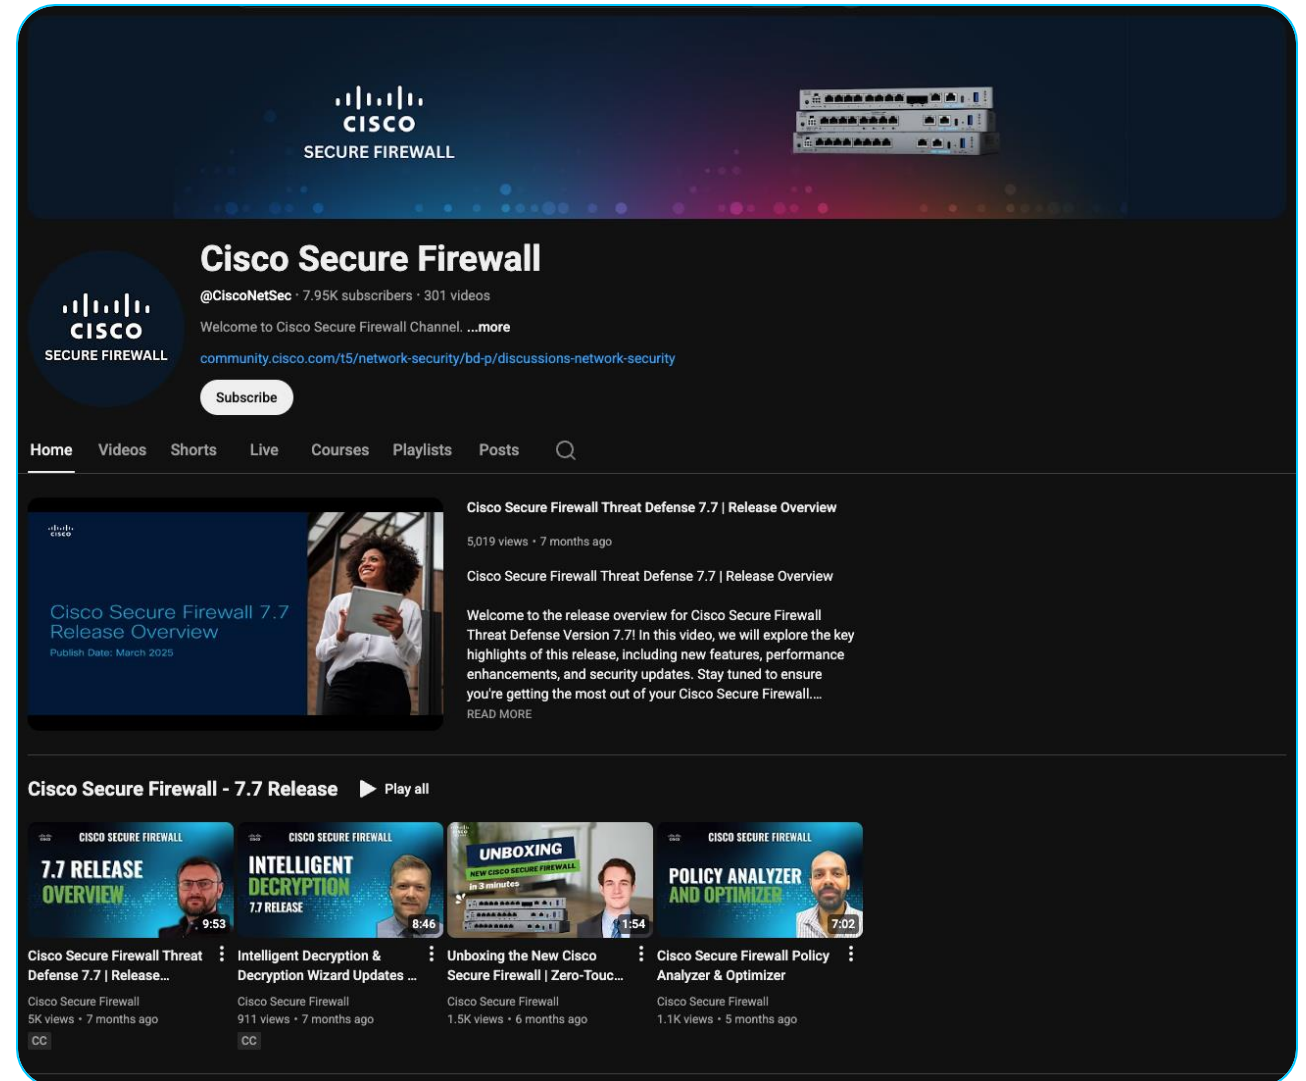 CISCO
SECURE FIREWALL
CISCO
SECURE FIREWALL
Cisco Secure Firewall
@CiscoNetSec · 7.95K subscribers · 301 videos
Welcome to Cisco Secure Firewall Channel. ...more
community.cisco.com/t5/network-security/bd-p/discussions-network-security
Subscribe
Home Videos Shorts Live Courses Playlists Posts
CISCO
Cisco Secure Firewall 7.7
Release Overview
Publish Date: March 2025
Cisco Secure Firewall Threat Defense 7.7 | Release Overview
5,019 views • 7 months ago
Cisco Secure Firewall Threat Defense 7.7 | Release Overview
Welcome to the release overview for Cisco Secure Firewall
Threat Defense Version 7.7! In this video, we will explore the key
highlights of this release, including new features, performance
enhancements, and security updates. Stay tuned to ensure
you're getting the most out of your Cisco Secure Firewall....
READ MORE
Cisco Secure Firewall - 7.7 Release Play all
CISCO SECURE FIREWALL
7.7 RELEASE
OVERVIEW
9:53
Cisco Secure Firewall Threat
Defense 7.7 | Release...
Cisco Secure Firewall
5K views • 7 months ago
CC
CISCO SECURE FIREWALL
INTELLIGENT
DECRYPTION
7.7 RELEASE
8:46
Intelligent Decryption &
Decryption Wizard Updates ...
Cisco Secure Firewall
911 views • 7 months ago
CC
UNBOXING
NEW CISCO SECURE FIREWALL
in 3 minutes
1:54
Unboxing the New Cisco
Secure Firewall | Zero-Touc...
Cisco Secure Firewall
1.5K views • 6 months ago
CISCO SECURE FIREWALL
POLICY ANALYZER
AND OPTIMIZER
7:02
Cisco Secure Firewall Policy
Analyzer & Optimizer
Cisco Secure Firewall
1.1K views • 5 months ago